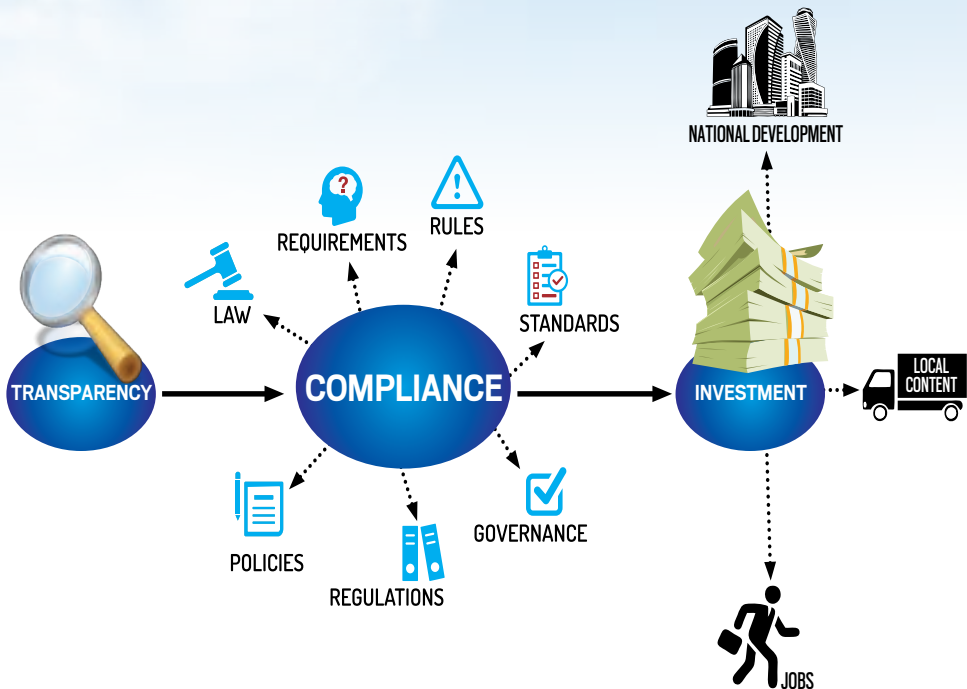 NATIONAL DEVELOPMENT
?
!
REQUIREMENTS
RULES
LAW
STANDARDS
TRANSPARENCY
COMPLIANCE
INVESTMENT
LOCAL
CONTENT
POLICIES
GOVERNANCE
REGULATIONS
JOBS